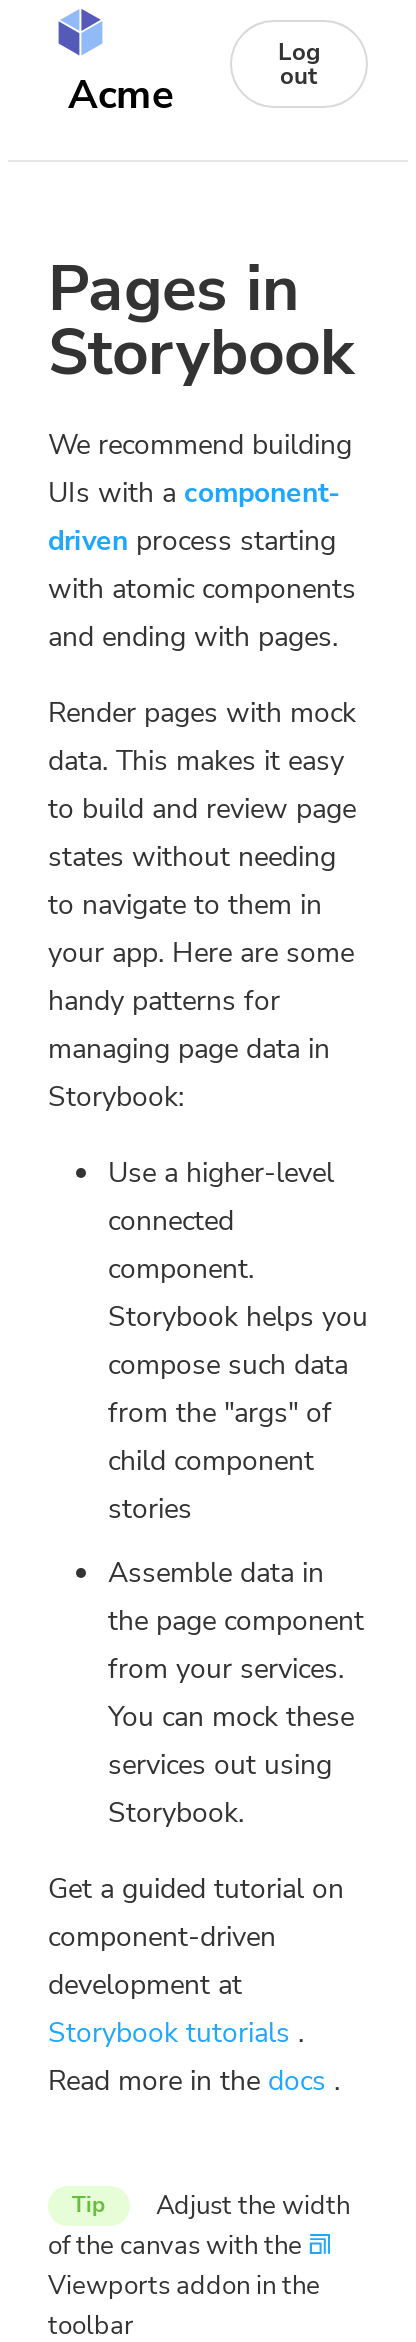 Acme
Log
out
Pages in
Storybook
We recommend building
UIs with a component-
driven process starting
with atomic components
and ending with pages.
Render pages with mock
data. This makes it easy
to build and review page
states without needing
to navigate to them in
your app. Here are some
handy patterns for
managing page data in
Storybook:
Use a higher-level
connected
component.
Storybook helps you
compose such data
from the "args" of
child component
stories
Assemble data in
the page component
from your services.
You can mock these
services out using
Storybook.
Get a guided tutorial on
component-driven
development at
Storybook tutorials .
Read more in the docs .
Tip Adjust the width
of the canvas with the
Viewports addon in the
toolbar